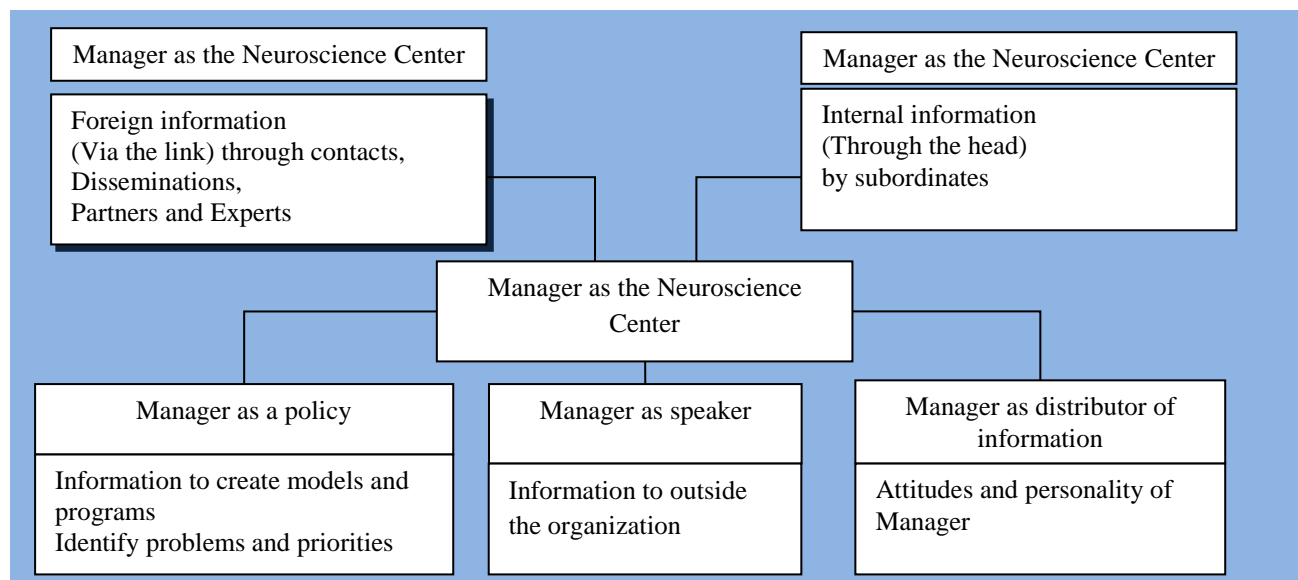 Manager as the Neuroscience Center
Foreign information
(Via the link) through contacts,
Disseminations,
Partners and Experts
Manager as the Neuroscience Center
Internal information
(Through the head)
by subordinates
Manager as the Neuroscience
Center
Manager as a policy
Information to create models and
programs
Identify problems and priorities
Manager as speaker
Information to outside
the organization
Manager as distributor of
information
Attitudes and personality of
Manager